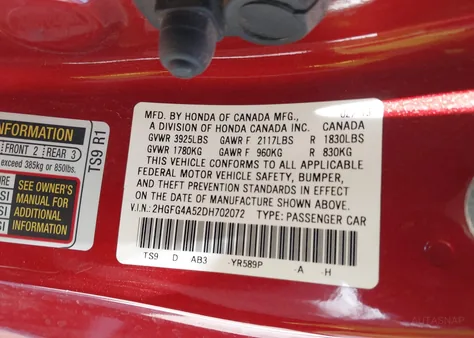 NFORMATION
FRONT 2 REAR 3
exceed 385kg or 850lbs.
SEE OWNER'S
MANUAL FOR
ADDITIONAL
INFORMATION
TS9 R1
MFD. BY HONDA OF CANADA MFG.,
A DIVISION OF HONDA CANADA INC. CANADA
GVWR 3925LBS GAWR F 2117LBS R 1830LBS
GVWR 1780KG GAWR F 960KG R 830KG
THIS VEHICLE CONFORMS TO ALL APPLICABLE
FEDERAL MOTOR VEHICLE SAFETY, BUMPER,
AND THEFT PREVENTION STANDARDS IN EFFECT
ON THE DATE OF MANUFACTURE SHOWN ABOVE.
V.I.N: 2HGFG4A52DH702072 TYPE: PASSENGER CAR
TS9 D AB3 -YR589P -A -H
AUTASNAP